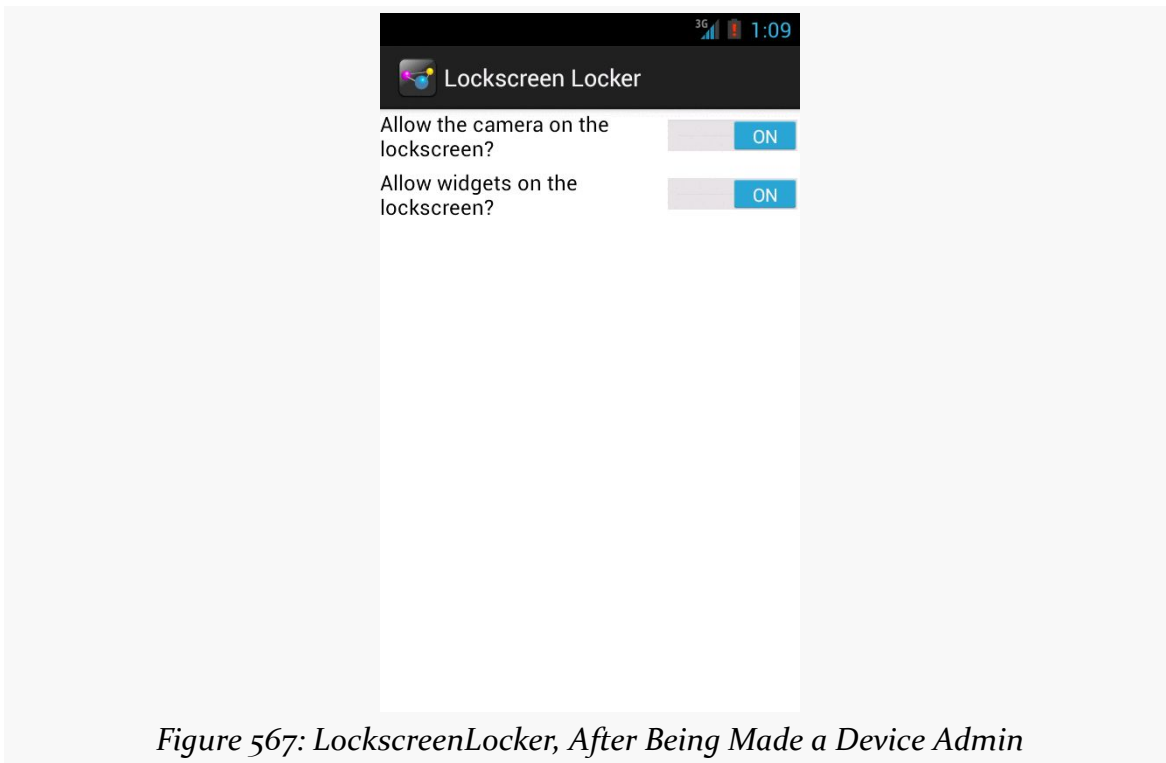 3G 1:09
Lockscreen Locker
Allow the camera on the
lockscreen?
ON
Allow widgets on the
lockscreen?
ON
Figure 567: LockscreenLocker, After Being Made a Device Admin